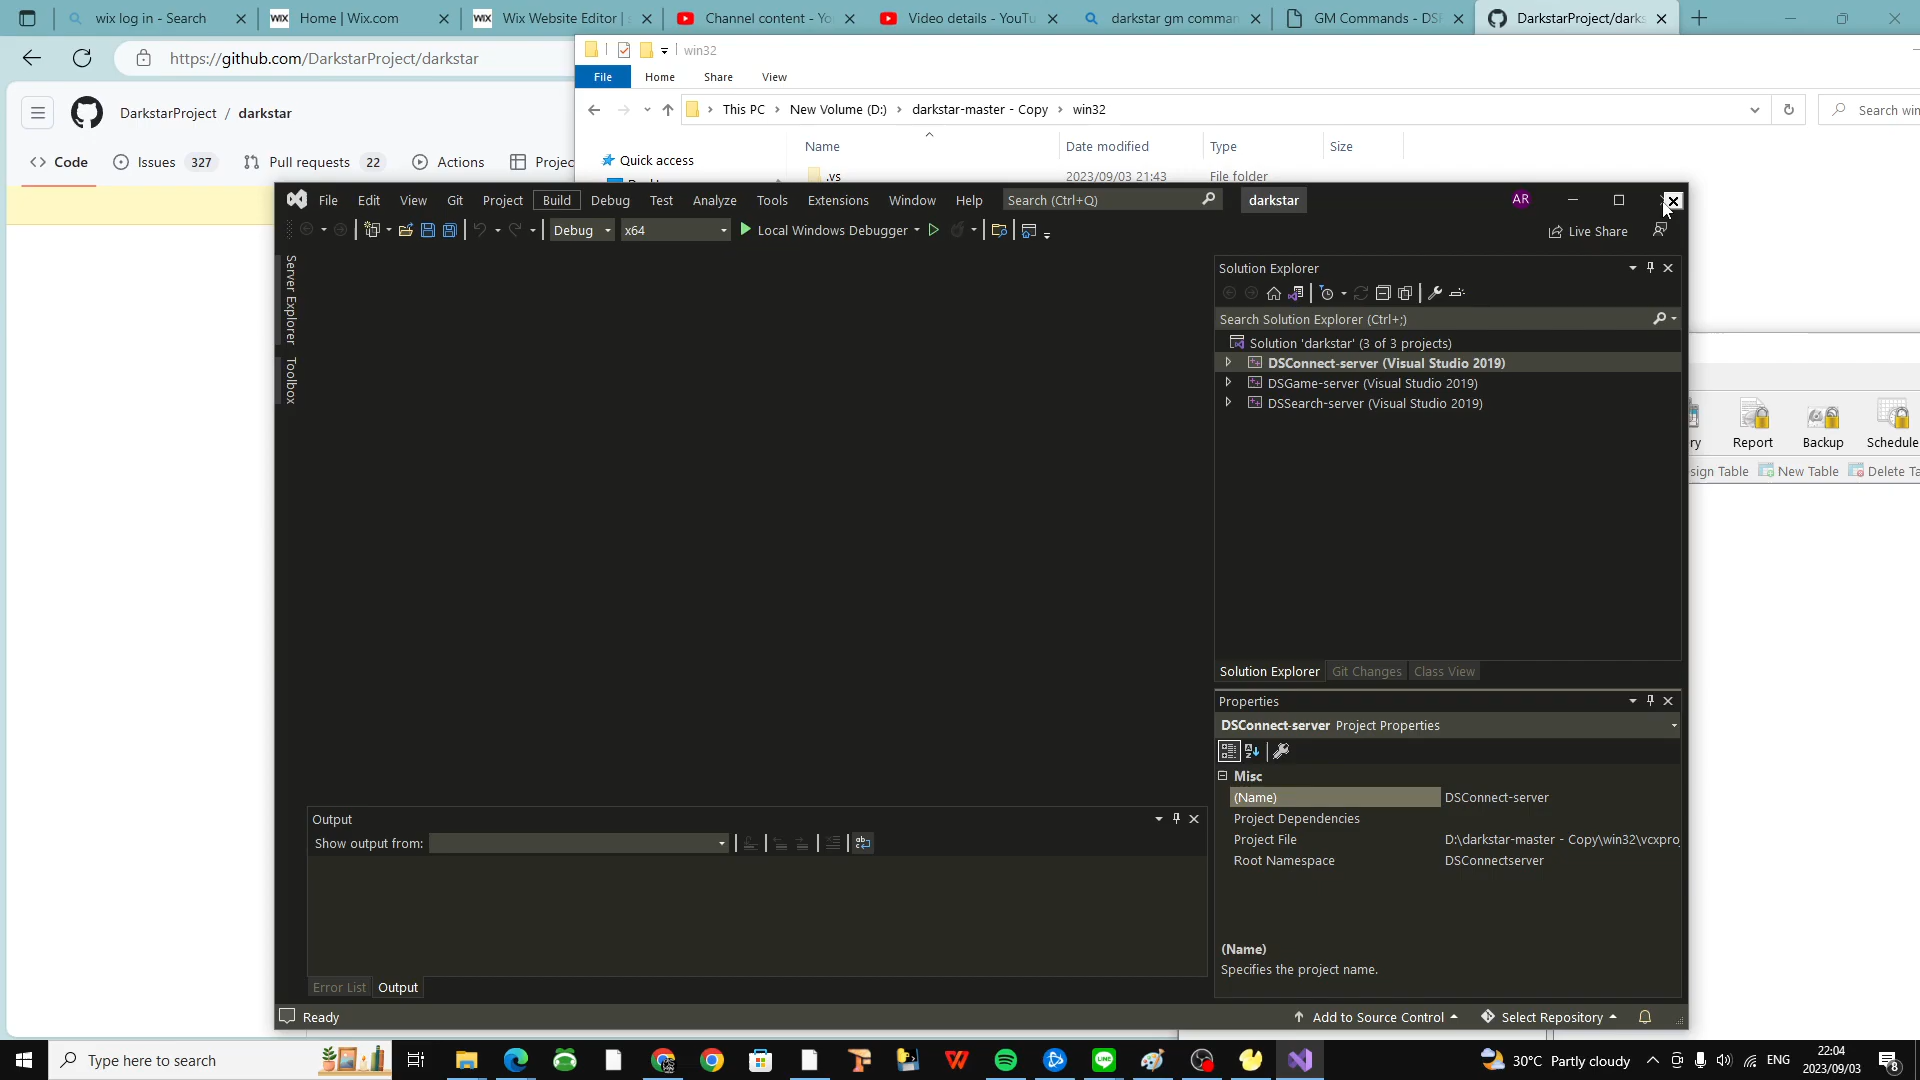 wix log in - Search
Home | Wix.com
Wix Website Editor |
Channel content - Yo
Video details - YouTu
darkstar gm comman
GM Commands - DSP
DarkstarProject/darks
https://github.com/DarkstarProject/darkstar
DarkstarProject / darkstar
Code
Issues 327
Pull requests 22
Actions
Projec
win32
File Home Share View
This PC New Volume (D:) darkstar-master - Copy win32
Search win
Name Date modified Type Size
Quick access
.vs 2023/09/03 21:43 File folder
File Edit View Git Project Build Debug Test Analyze Tools Extensions Window Help
Search (Ctrl+Q)
darkstar
AR
Debug x64 Local Windows Debugger
Live Share
Server Explorer
Toolbox
Solution Explorer
Search Solution Explorer (Ctrl+;)
Solution 'darkstar' (3 of 3 projects)
DSConnect-server (Visual Studio 2019)
DSGame-server (Visual Studio 2019)
DSSearch-server (Visual Studio 2019)
Solution Explorer Git Changes Class View
Properties
DSConnect-server Project Properties
Misc
(Name) DSConnect-server
Project Dependencies
Project File D:\darkstar-master - Copy\win32\vcxpro
Root Namespace DSConnectserver
(Name)
Specifies the project name.
Output
Show output from:
Error List Output
Ready
Add to Source Control
Select Repository
ry Report Backup Schedule
sign Table New Table Delete Ta
Type here to search
30°C Partly cloudy
ENG
22:04
2023/09/03
8